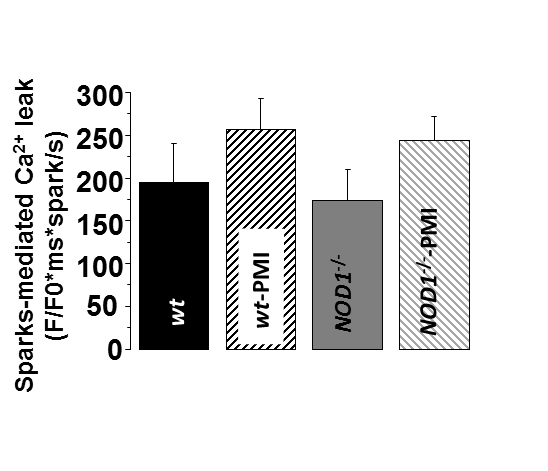 Sparks-mediated Ca²⁺ leak
(F/F0*ms*spark/s)
300
250
200
150
100
50
0
wt
wt-PMI
NOD1⁻/⁻
NOD1⁻/⁻-PMI